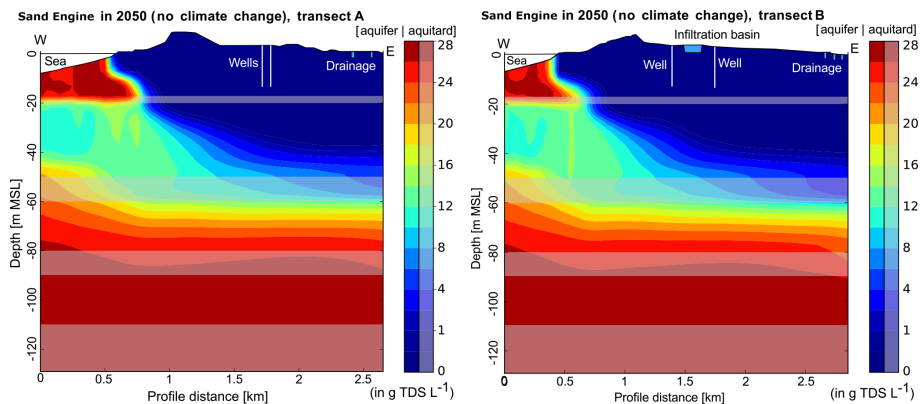 Sand Engine in 2050 (no climate change), transect A
[aquifer | aquitard]
W
E
Sea
Wells
Drainage
0
-20
-40
-60
-80
-100
-120
Depth [m MSL]
0
0.5
1
1.5
2
2.5
Profile distance [km]
28
24
20
16
12
8
4
1
0
(in g TDS L⁻¹)
Sand Engine in 2050 (no climate change), transect B
[aquifer | aquitard]
W
Infiltration basin
E
Sea
Well
Well
Drainage
0
-20
-40
-60
-80
-100
-120
Depth [m MSL]
0
0.5
1
1.5
2
2.5
Profile distance [km]
28
24
20
16
12
8
4
1
0
(in g TDS L⁻¹)